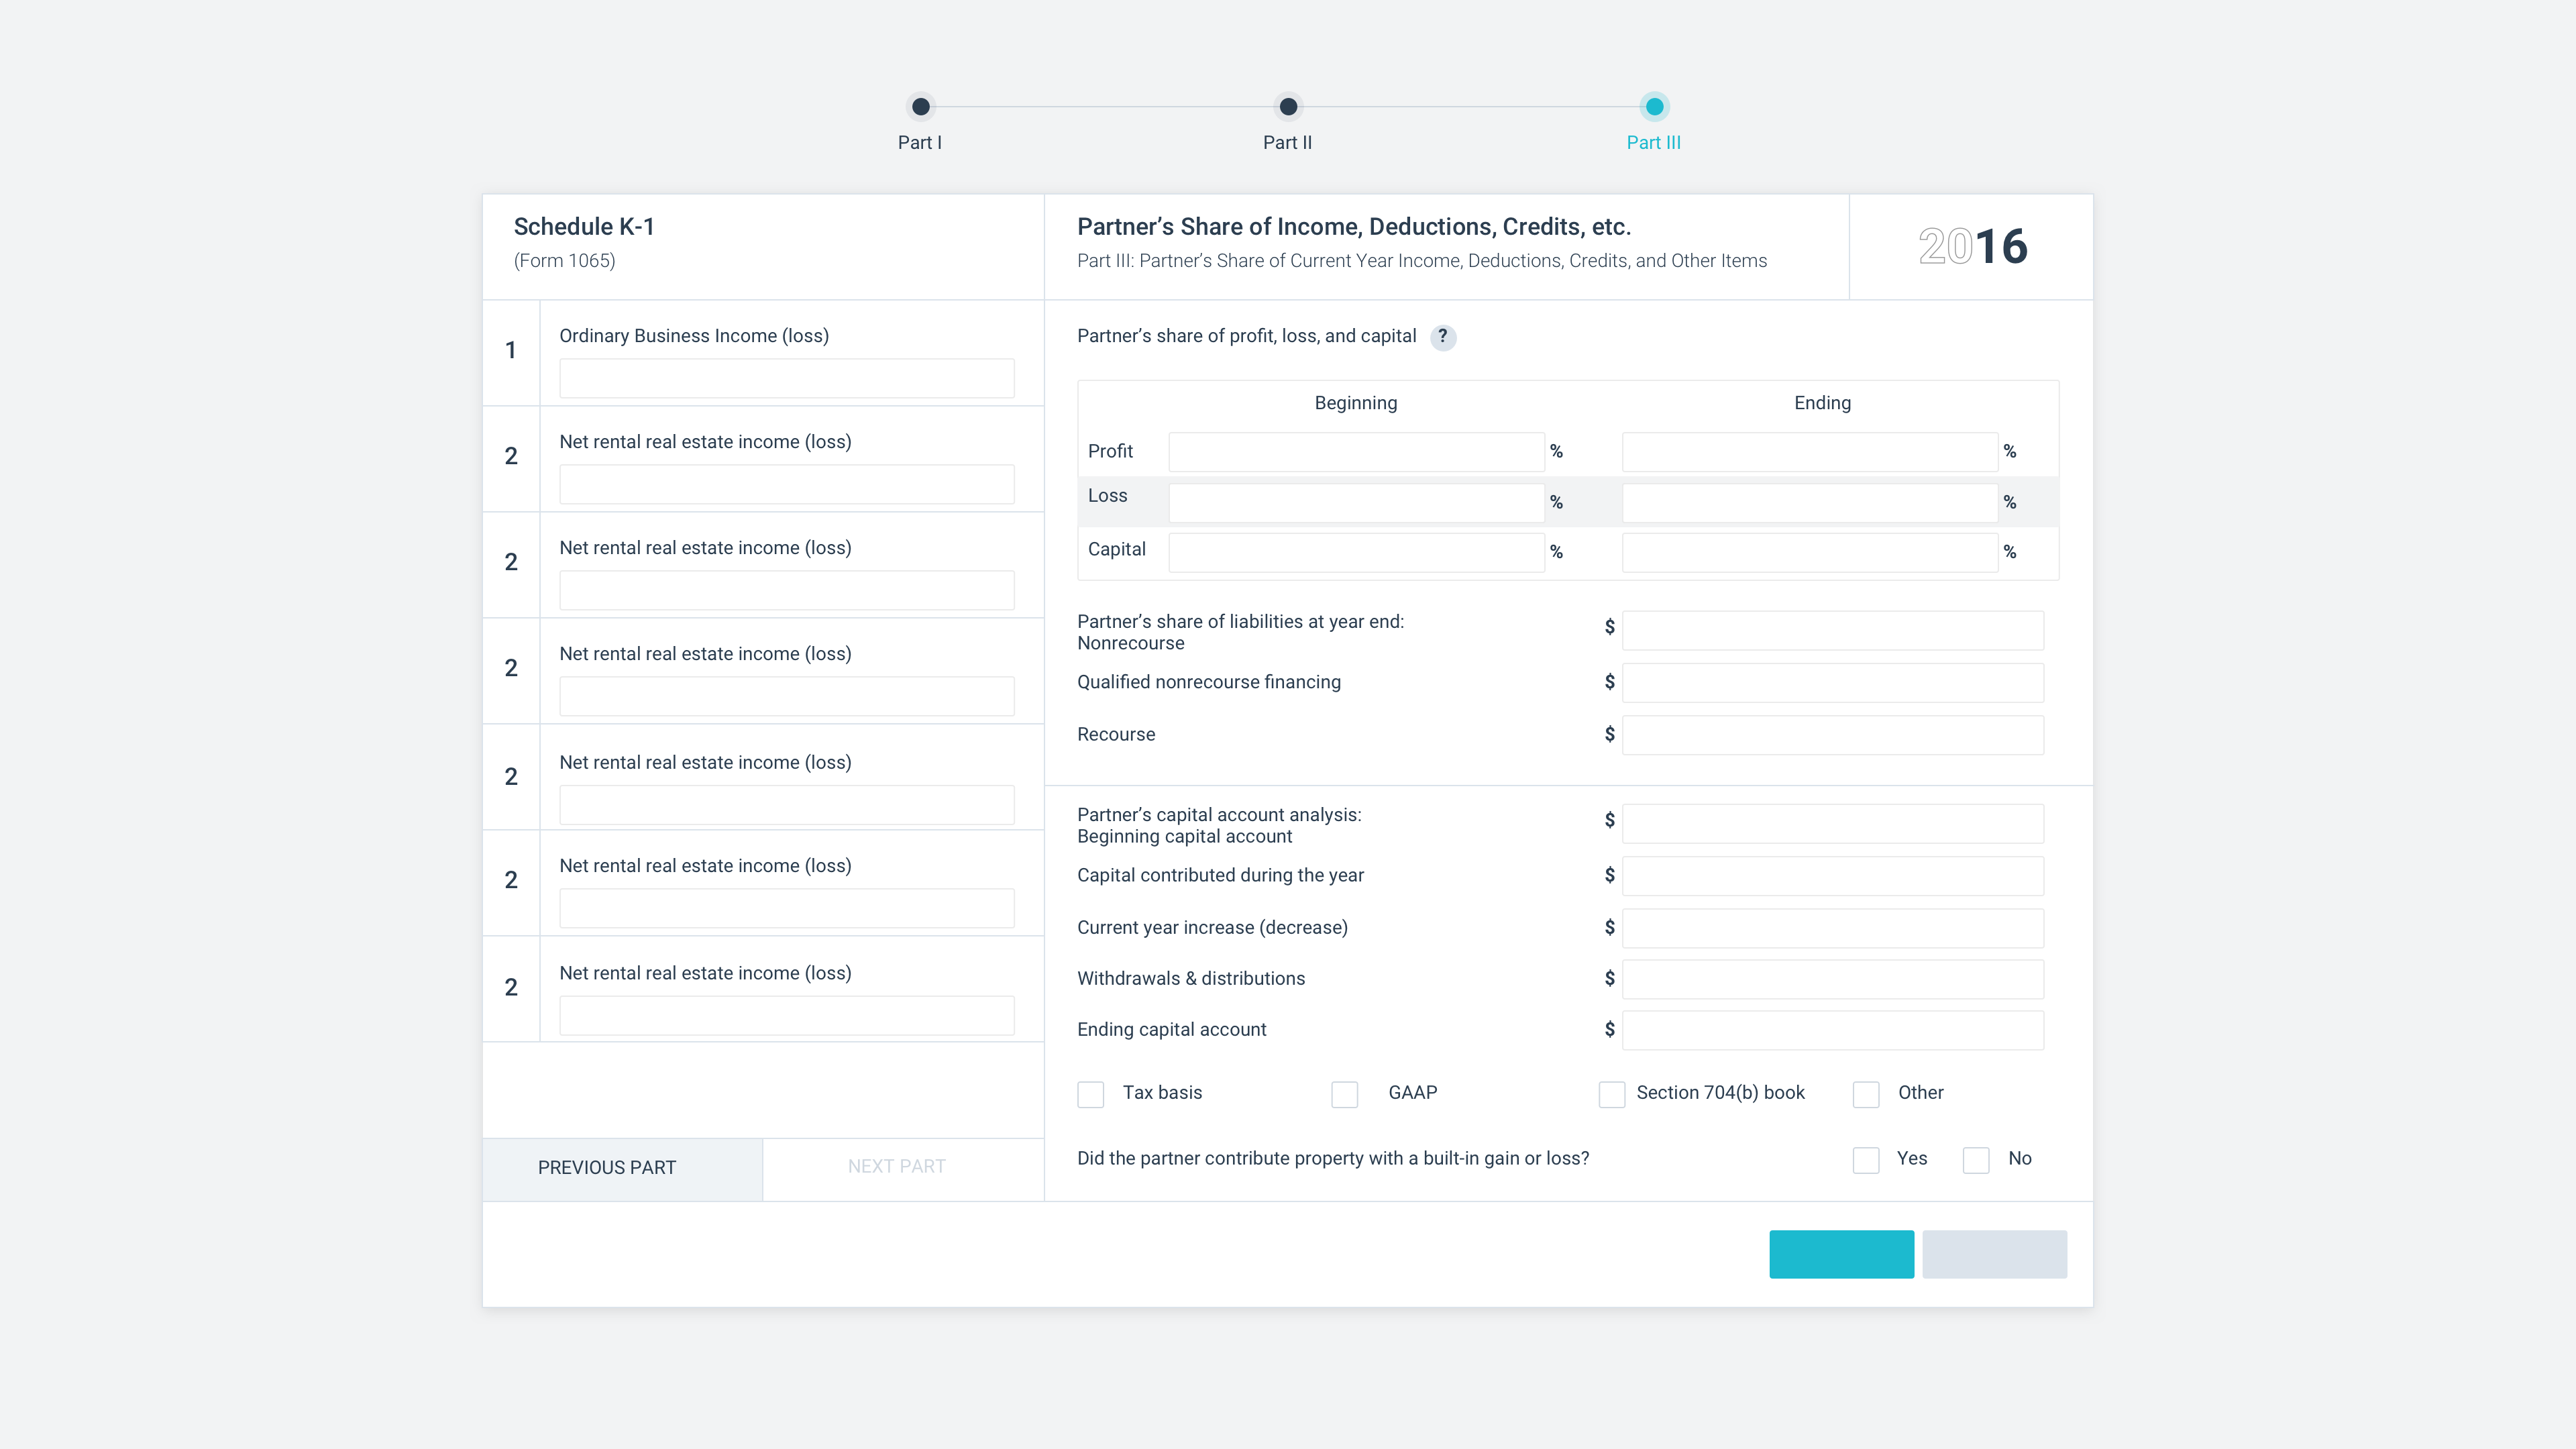 Part I
Part II
Part III
Schedule K-1
(Form 1065)
Partner’s Share of Income, Deductions, Credits, etc.
Part III: Partner’s Share of Current Year Income, Deductions, Credits, and Other Items
2016
1
Ordinary Business Income (loss)
2
Net rental real estate income (loss)
2
Net rental real estate income (loss)
2
Net rental real estate income (loss)
2
Net rental real estate income (loss)
2
Net rental real estate income (loss)
2
Net rental real estate income (loss)
PREVIOUS PART
NEXT PART
Partner’s share of profit, loss, and capital ?
Beginning Ending
Profit % %
Loss % %
Capital % %
Partner’s share of liabilities at year end:
Nonrecourse $
Qualified nonrecourse financing $
Recourse $
Partner’s capital account analysis:
Beginning capital account $
Capital contributed during the year $
Current year increase (decrease) $
Withdrawals & distributions $
Ending capital account $
Tax basis GAAP Section 704(b) book Other
Did the partner contribute property with a built-in gain or loss? Yes No